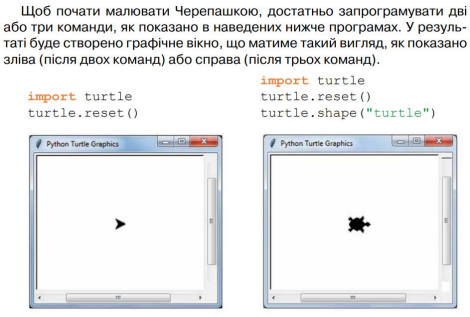 Щоб почати малювати Черепашкою, достатньо запрограмувати дві
або три команди, як показано в наведених нижче програмах. У резуль-
таті буде створено графічне вікно, що матиме такий вигляд, як показано
зліва (після двох команд) або справа (після трьох команд).
import turtle
turtle.reset()
import turtle
turtle.reset()
turtle.shape("turtle")
Python Turtle Graphics
Python Turtle Graphics